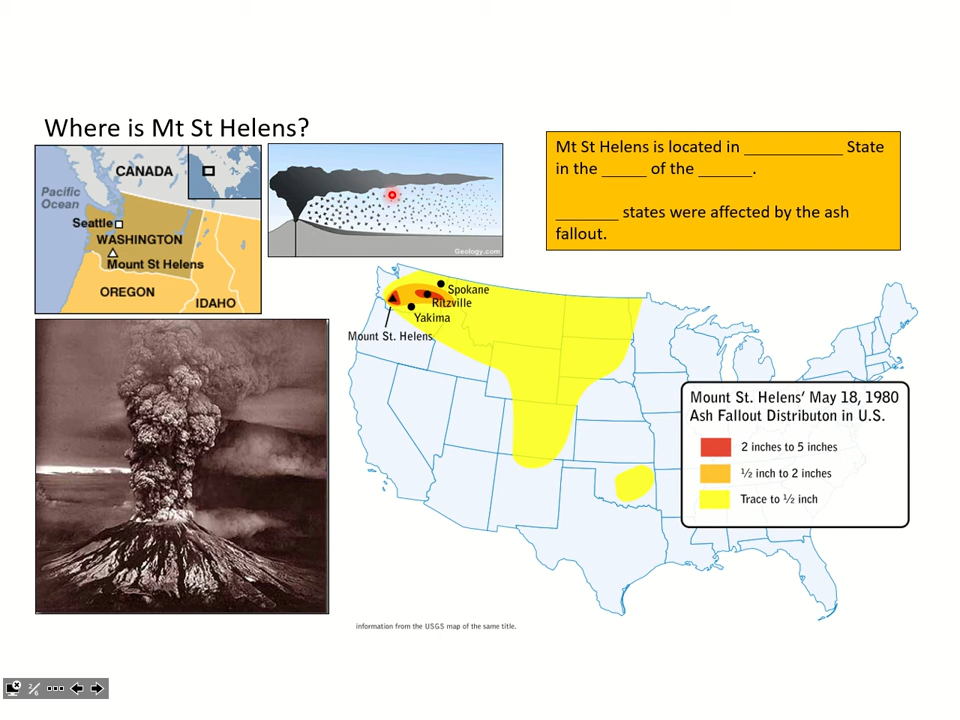 Where is Mt St Helens?
CANADA
Pacific
Ocean
Seattle
WASHINGTON
Mount St Helens
OREGON
IDAHO
Geology.com
Mt St Helens is located in ___________ State
in the _____ of the ______.
_______ states were affected by the ash
fallout.
Spokane
Ritzville
Yakima
Mount St. Helens
Mount St. Helens' May 18, 1980
Ash Fallout Distributon in U.S.
2 inches to 5 inches
½ inch to 2 inches
Trace to ½ inch
information from the USGS map of the same title.
2/6